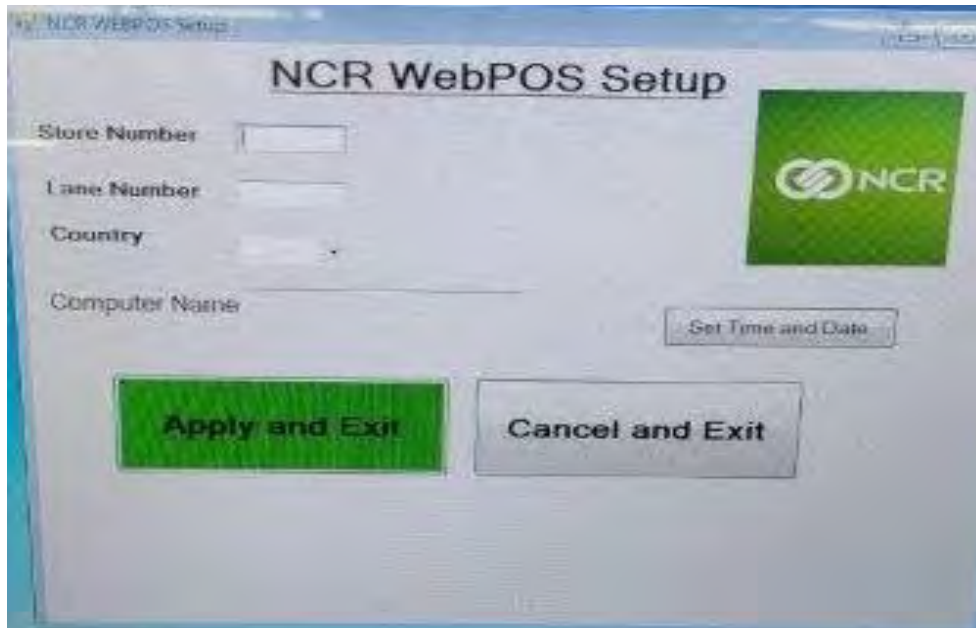 NCR WEBPOS Setup
NCR WebPOS Setup
Store Number
NCR
Lane Number
Country
Computer Name
Set Time and Date
Apply and Exit
Cancel and Exit